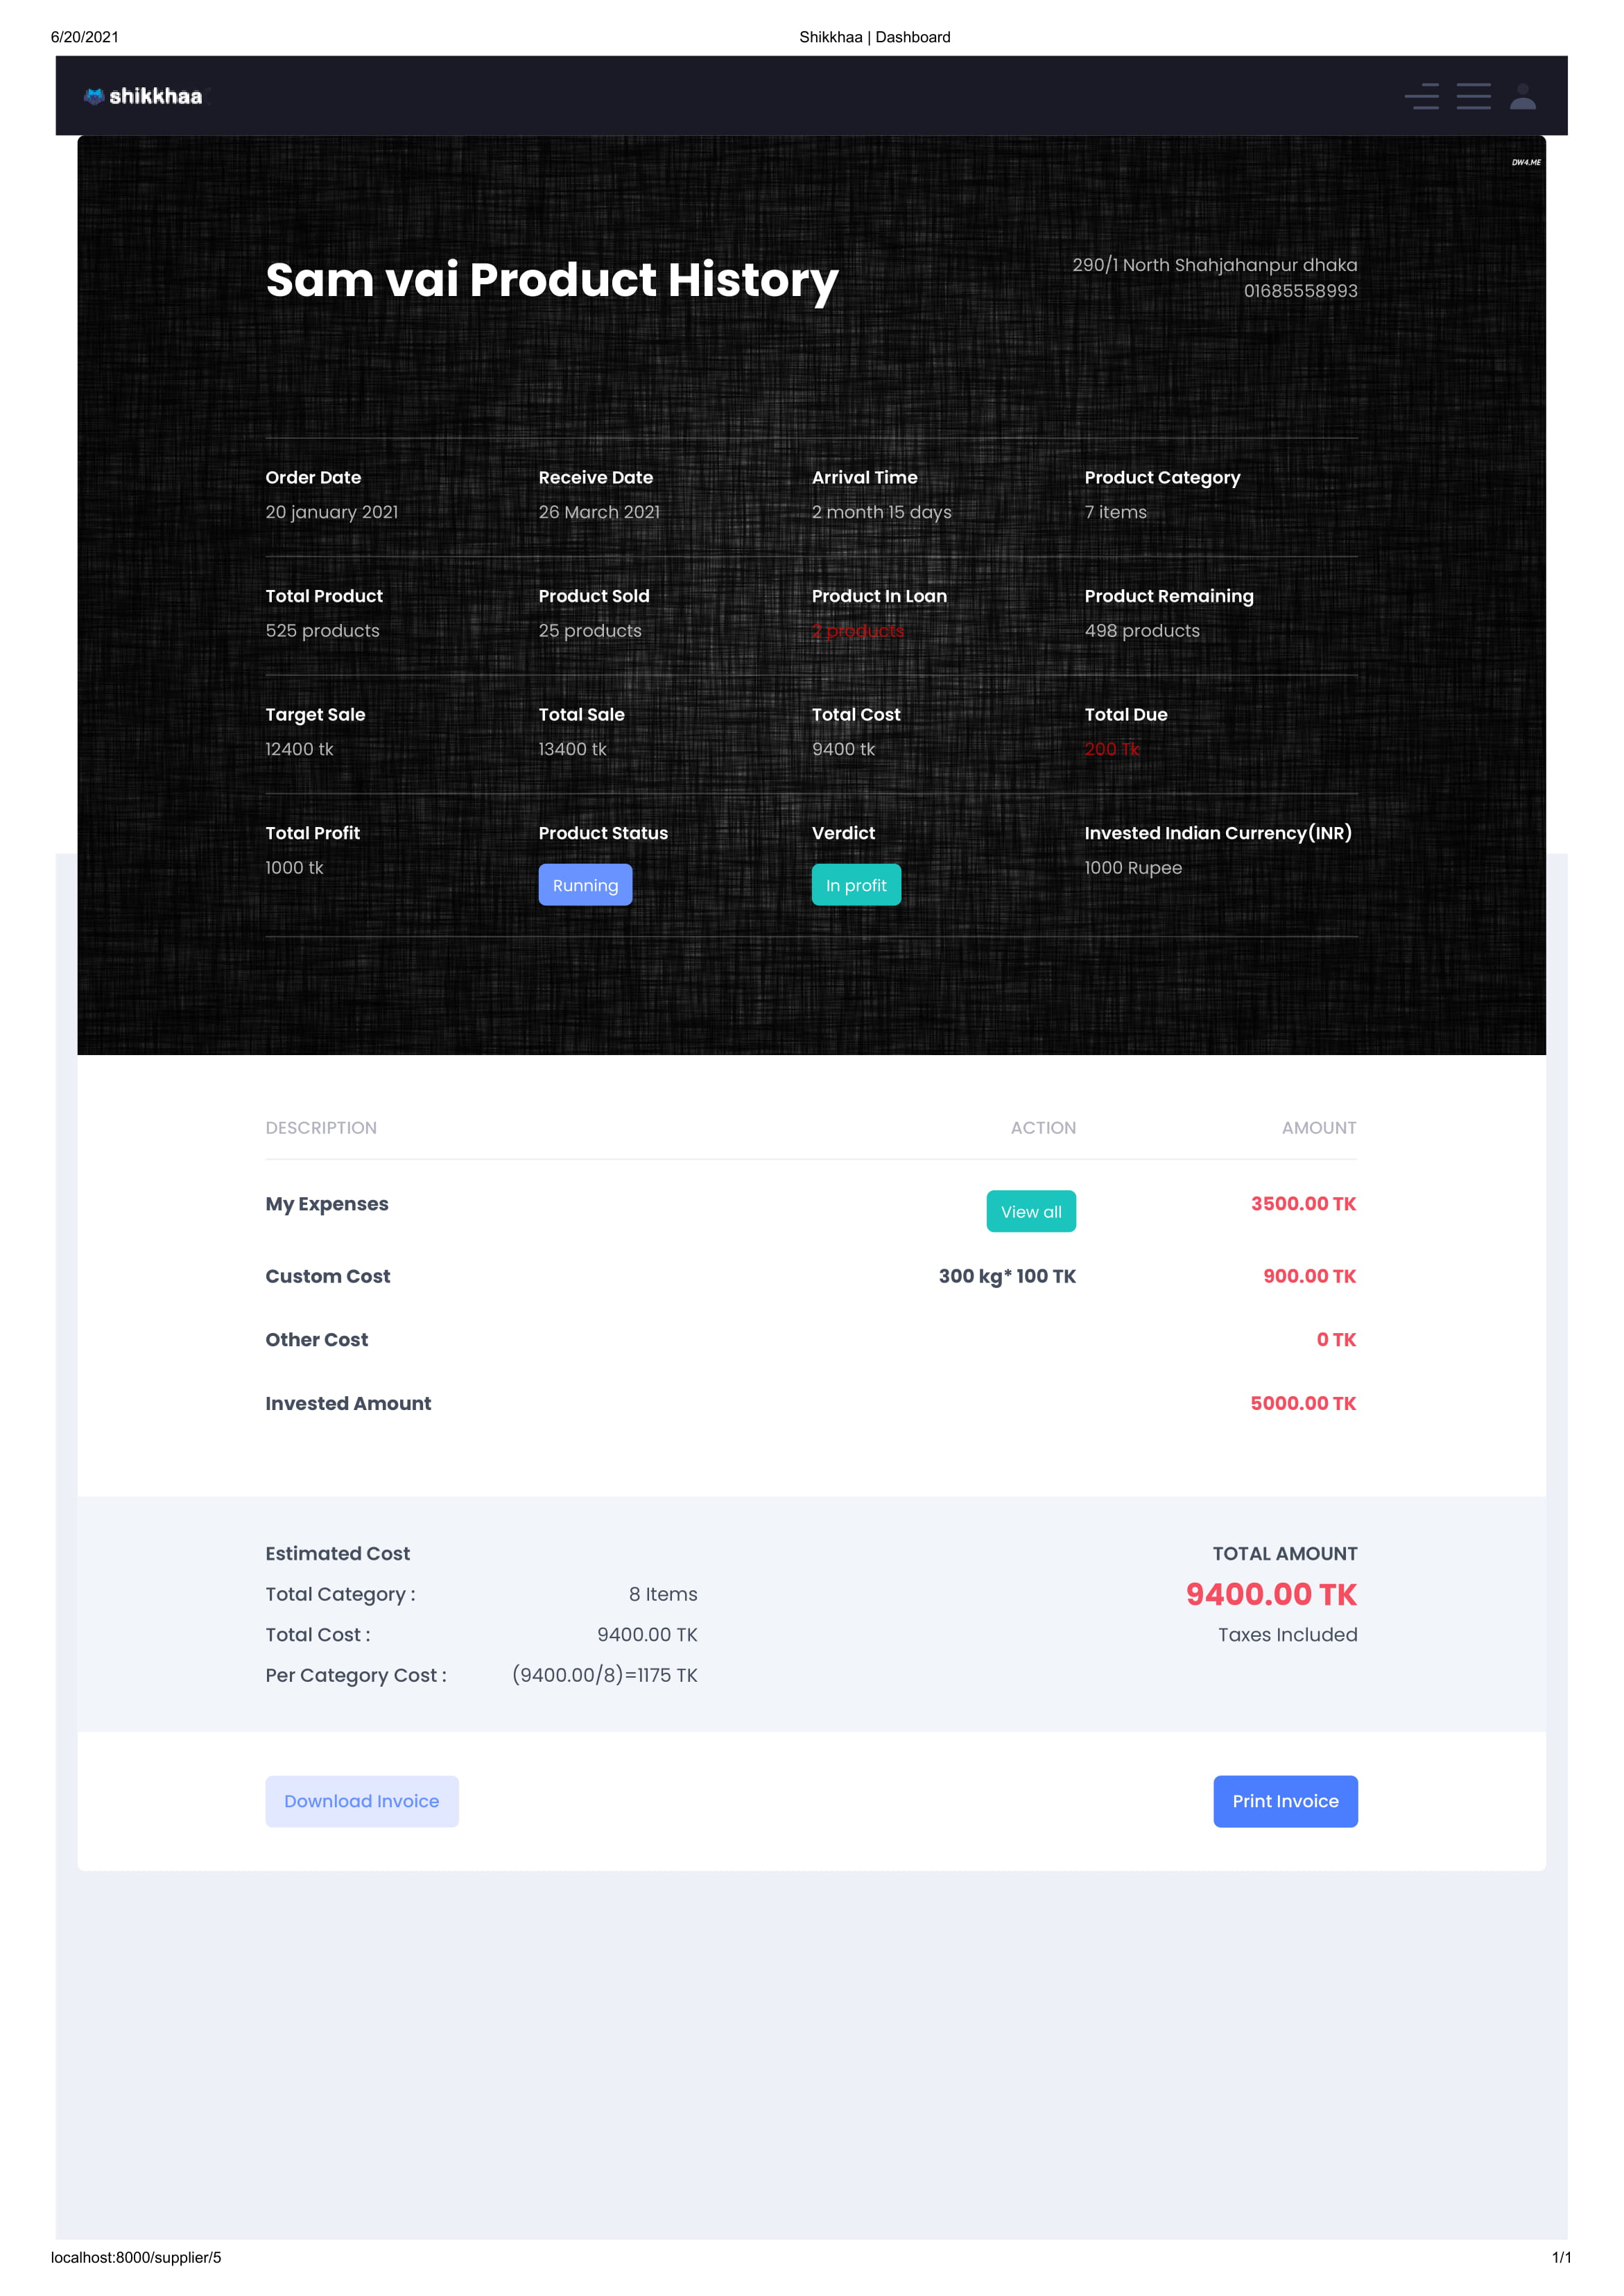 6/20/2021 Shikkhaa | Dashboard
shikkhaa
DW4.ME
Sam vai Product History
290/1 North Shahjahanpur dhaka
01685558993
Order Date Receive Date Arrival Time Product Category
20 january 2021 26 March 2021 2 month 15 days 7 items
Total Product Product Sold Product In Loan Product Remaining
525 products 25 products 2 products 498 products
Target Sale Total Sale Total Cost Total Due
12400 tk 13400 tk 9400 tk 200 Tk
Total Profit Product Status Verdict Invested Indian Currency(INR)
1000 tk Running In profit 1000 Rupee
DESCRIPTION ACTION AMOUNT
My Expenses View all 3500.00 TK
Custom Cost 300 kg* 100 TK 900.00 TK
Other Cost 0 TK
Invested Amount 5000.00 TK
Estimated Cost TOTAL AMOUNT
Total Category : 8 Items 9400.00 TK
Total Cost : 9400.00 TK Taxes Included
Per Category Cost : (9400.00/8)=1175 TK
Download Invoice Print Invoice
localhost:8000/supplier/5 1/1